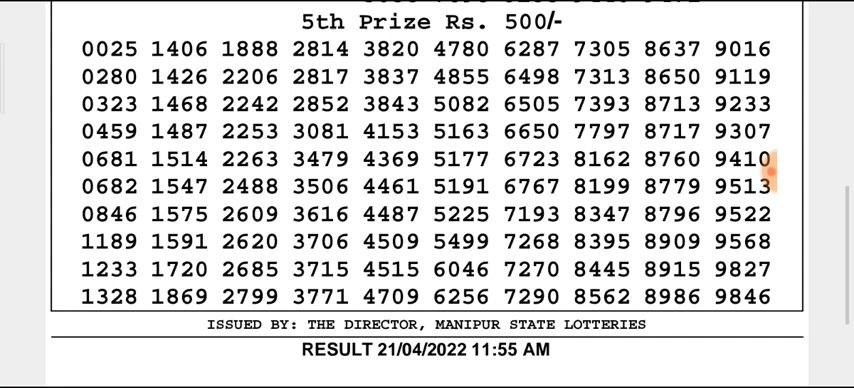 5th Prize Rs. 500/-
0025 1406 1888 2814 3820 4780 6287 7305 8637 9016
0280 1426 2206 2817 3837 4855 6498 7313 8650 9119
0323 1468 2242 2852 3843 5082 6505 7393 8713 9233
0459 1487 2253 3081 4153 5163 6650 7797 8717 9307
0681 1514 2263 3479 4369 5177 6723 8162 8760 9410
0682 1547 2488 3506 4461 5191 6767 8199 8779 9513
0846 1575 2609 3616 4487 5225 7193 8347 8796 9522
1189 1591 2620 3706 4509 5499 7268 8395 8909 9568
1233 1720 2685 3715 4515 6046 7270 8445 8915 9827
1328 1869 2799 3771 4709 6256 7290 8562 8986 9846
ISSUED BY: THE DIRECTOR, MANIPUR STATE LOTTERIES
RESULT 21/04/2022 11:55 AM